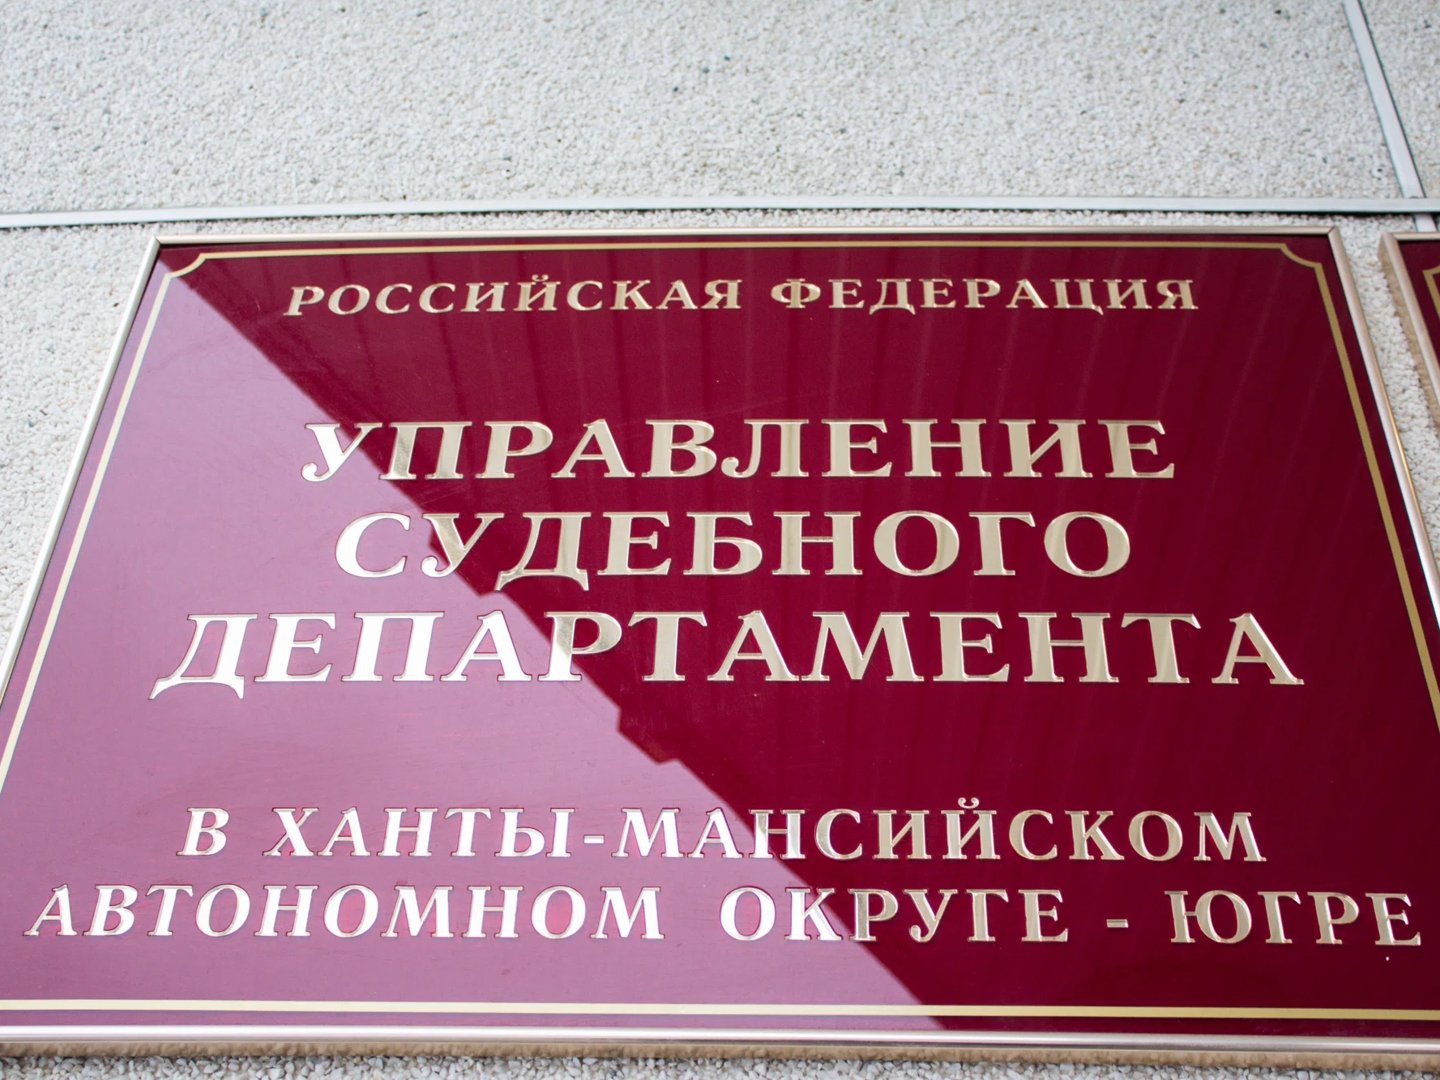 РОССИЙСКАЯ ФЕДЕРАЦИЯ
УПРАВЛЕНИЕ
СУДЕБНОГО
ДЕПАРТАМЕНТА
В ХАНТЫ-МАНСИЙСКОМ
АВТОНОМНОМ ОКРУГЕ - ЮГРЕ